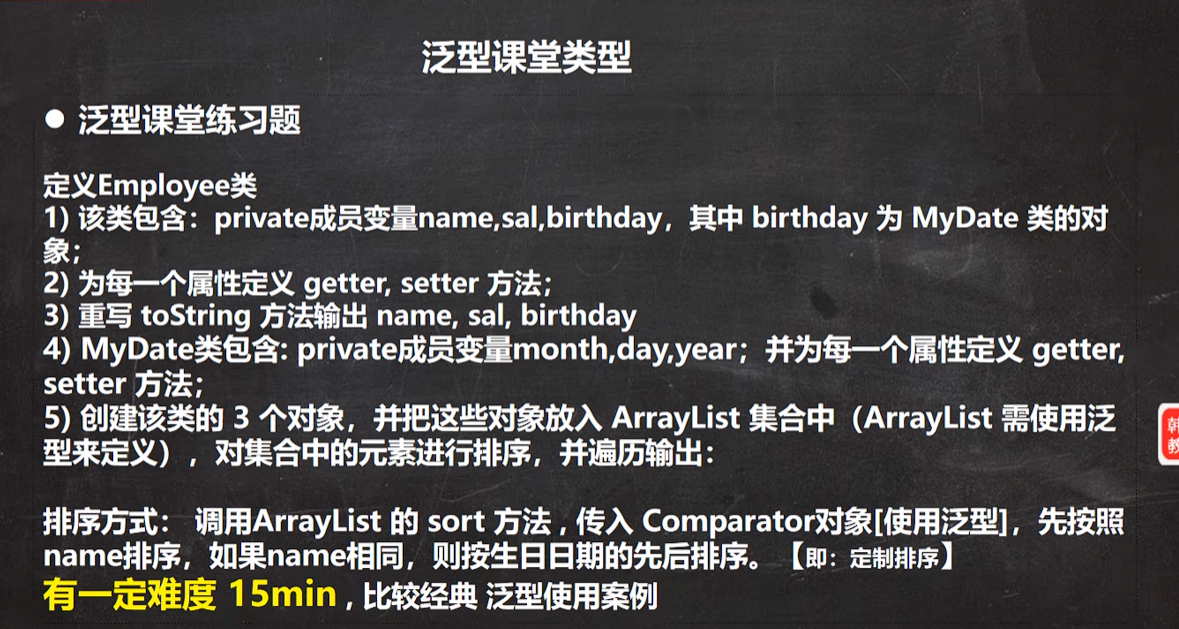 泛型课堂类型
● 泛型课堂练习题
定义Employee类
1) 该类包含：private成员变量name,sal,birthday，其中 birthday 为 MyDate 类的对
象；
2) 为每一个属性定义 getter, setter 方法；
3) 重写 toString 方法输出 name, sal, birthday
4) MyDate类包含: private成员变量month,day,year；并为每一个属性定义 getter,
setter 方法；
5) 创建该类的 3 个对象，并把这些对象放入 ArrayList 集合中（ArrayList 需使用泛
型来定义），对集合中的元素进行排序，并遍历输出：
排序方式： 调用ArrayList 的 sort 方法 , 传入 Comparator对象[使用泛型]，先按照
name排序，如果name相同，则按生日日期的先后排序。【即：定制排序】
有一定难度 15min , 比较经典 泛型使用案例
韩
教